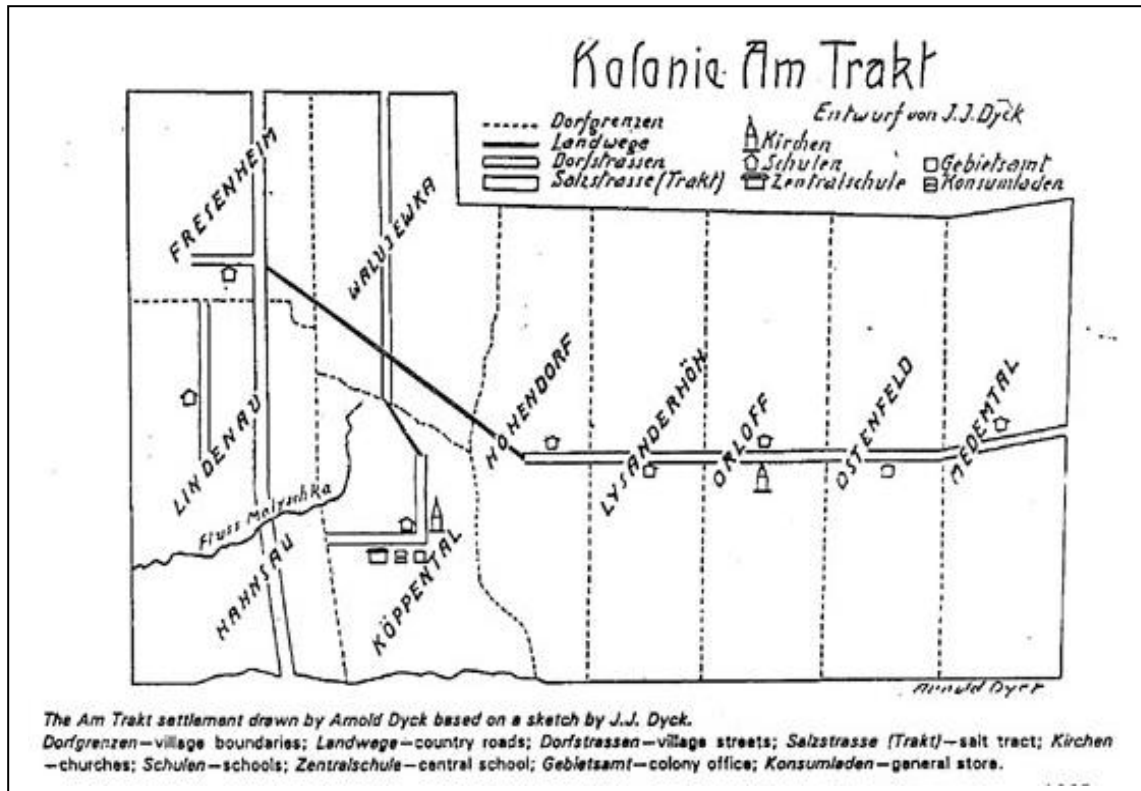 Kolonie Am Trakt
Entwurf von J.J. Dyck
Dorfgrenzen
Landwege
Dorfstrassen
Salzstrasse (Trakt)
Kirchen
Schulen
Zentralschule
Gebietsamt
Konsumladen
FRESENHEIM
WALUJEWKA
LINDENAU
HOHENDORF
LYSANDERHÖH
ORLOFF
OSTENFELD
MEDEMTAL
Fluss
HAHNSAU
KÖPPENTAL
Arnold Dyck
The Am Trakt settlement drawn by Arnold Dyck based on a sketch by J.J. Dyck.
Dorfgrenzen—village boundaries; Landwege—country roads; Dorfstrassen—village streets; Salzstrasse (Trakt)—salt tract; Kirchen
—churches; Schulen—schools; Zentralschule—central school; Gebietsamt—colony office; Konsumladen—general store.